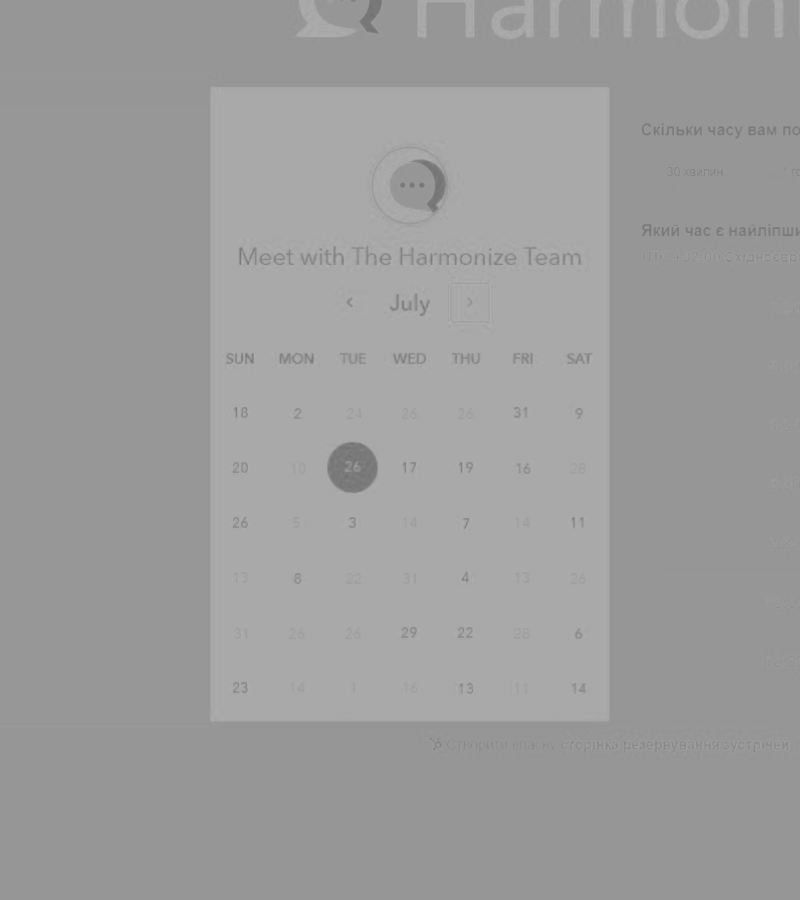 Harmoni
Meet with The Harmonize Team
July
SUN MON TUE WED THU FRI SAT
18 2 24 26 26 31 9
20 10 26 17 19 16 28
26 5 3 14 7 14 11
13 8 22 31 4 13 26
31 26 26 29 22 28 6
23 14 1 16 13 11 14
Скільки часу вам по
30 хвилин
Який час є найліпши
Створити власну сторінка резервування зустрічей